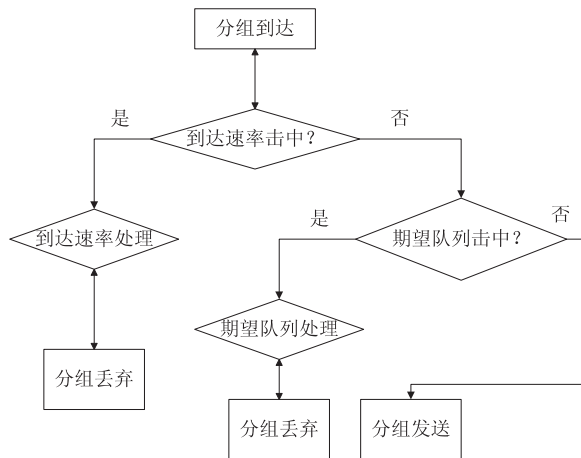 分组到达
是
到达速率击中？
否
到达速率处理
是
期望队列击中？
否
期望队列处理
分组丢弃
分组丢弃
分组发送